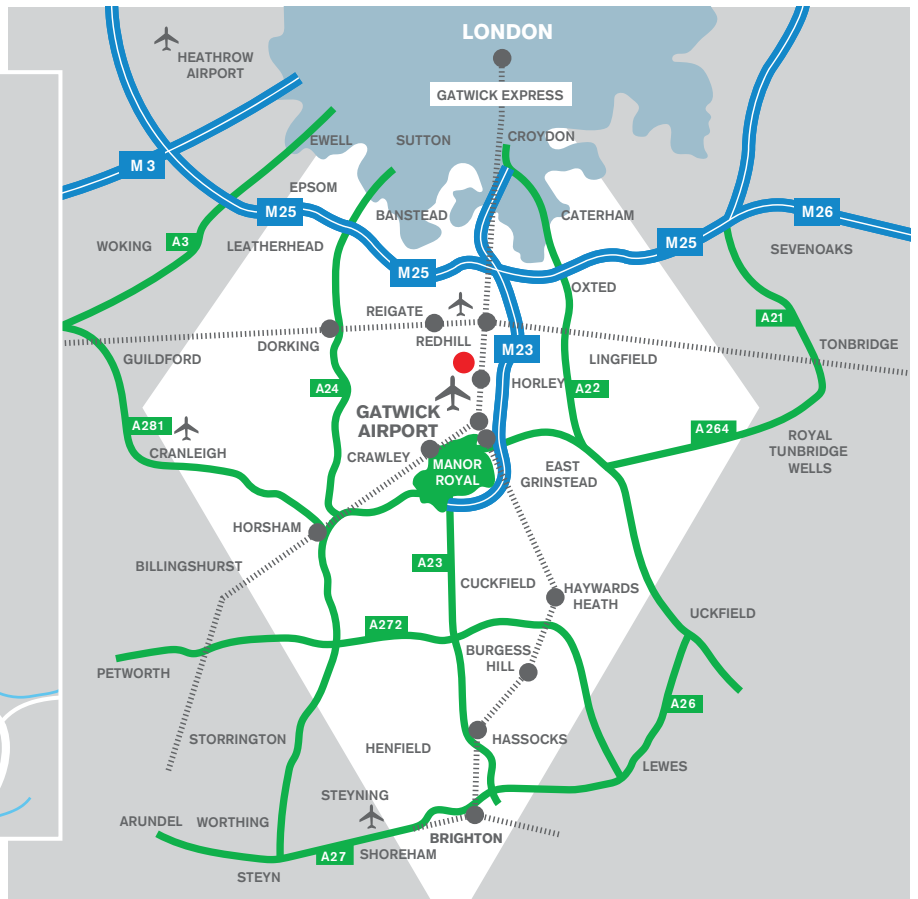 LONDON
HEATHROW
AIRPORT
GATWICK EXPRESS
EWELL
SUTTON
CROYDON
M 3
EPSOM
M25
BANSTEAD
CATERHAM
M26
WOKING
A3
LEATHERHEAD
M25
SEVENOAKS
M25
OXTED
REIGATE
A21
DORKING
REDHILL
M23
TONBRIDGE
GUILDFORD
LINGFIELD
A24
HORLEY
A22
GATWICK
AIRPORT
A281
A264
CRANLEIGH
CRAWLEY
MANOR
ROYAL
EAST
GRINSTEAD
ROYAL
TUNBRIDGE
WELLS
HORSHAM
BILLINGSHURST
A23
CUCKFIELD
HAYWARDS
HEATH
UCKFIELD
A272
BURGESS
HILL
PETWORTH
A26
STORRINGTON
HENFIELD
HASSOCKS
LEWES
STEYNING
ARUNDEL
WORTHING
BRIGHTON
A27
SHOREHAM
STEYN